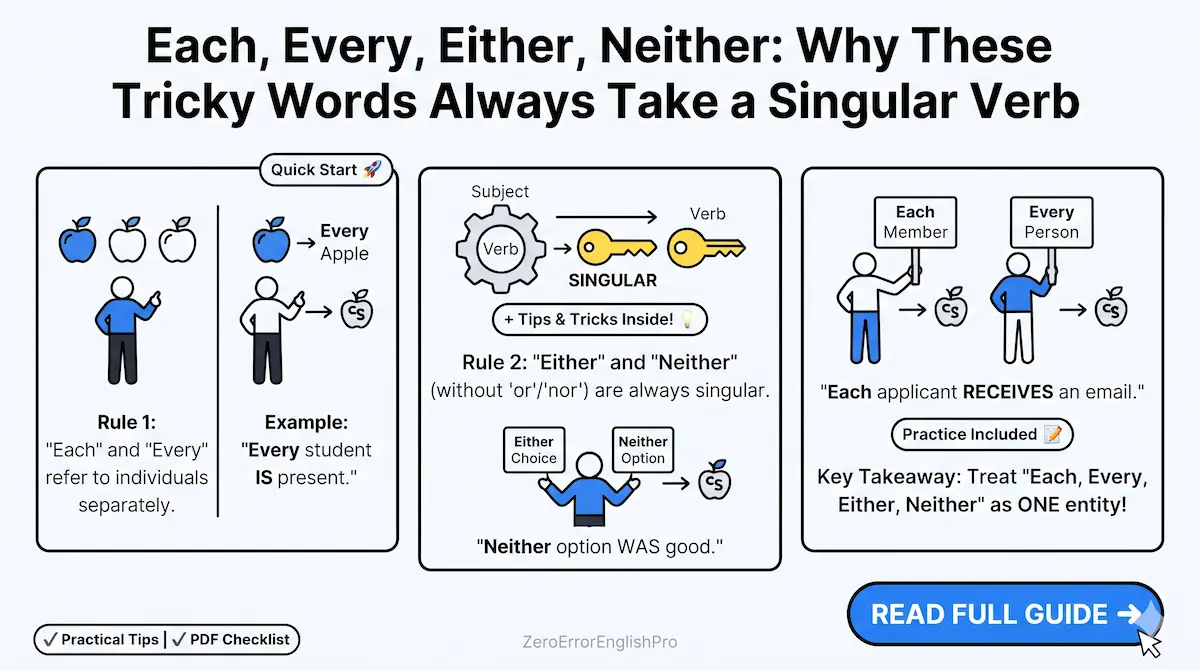 Each, Every, Either, Neither: Why These
Tricky Words Always Take a Singular Verb
Quick Start 🚀
Every
Apple
CS
Rule 1:
"Each" and "Every"
refer to individuals
separately.
Example:
"Every student
IS present."
Subject
Verb
Verb
SINGULAR
+ Tips & Tricks Inside! 💡
Rule 2: "Either" and "Neither"
(without 'or'/'nor') are always singular.
Either
Choice
Neither
Option
CS
"Neither option WAS good."
Each
Member
Every
Person
CS
CS
"Each applicant RECEIVES an email."
Practice Included 📝
Key Takeaway: Treat "Each, Every,
Either, Neither" as ONE entity!
READ FULL GUIDE →
✓ Practical Tips | ✓ PDF Checklist
ZeroErrorEnglishPro